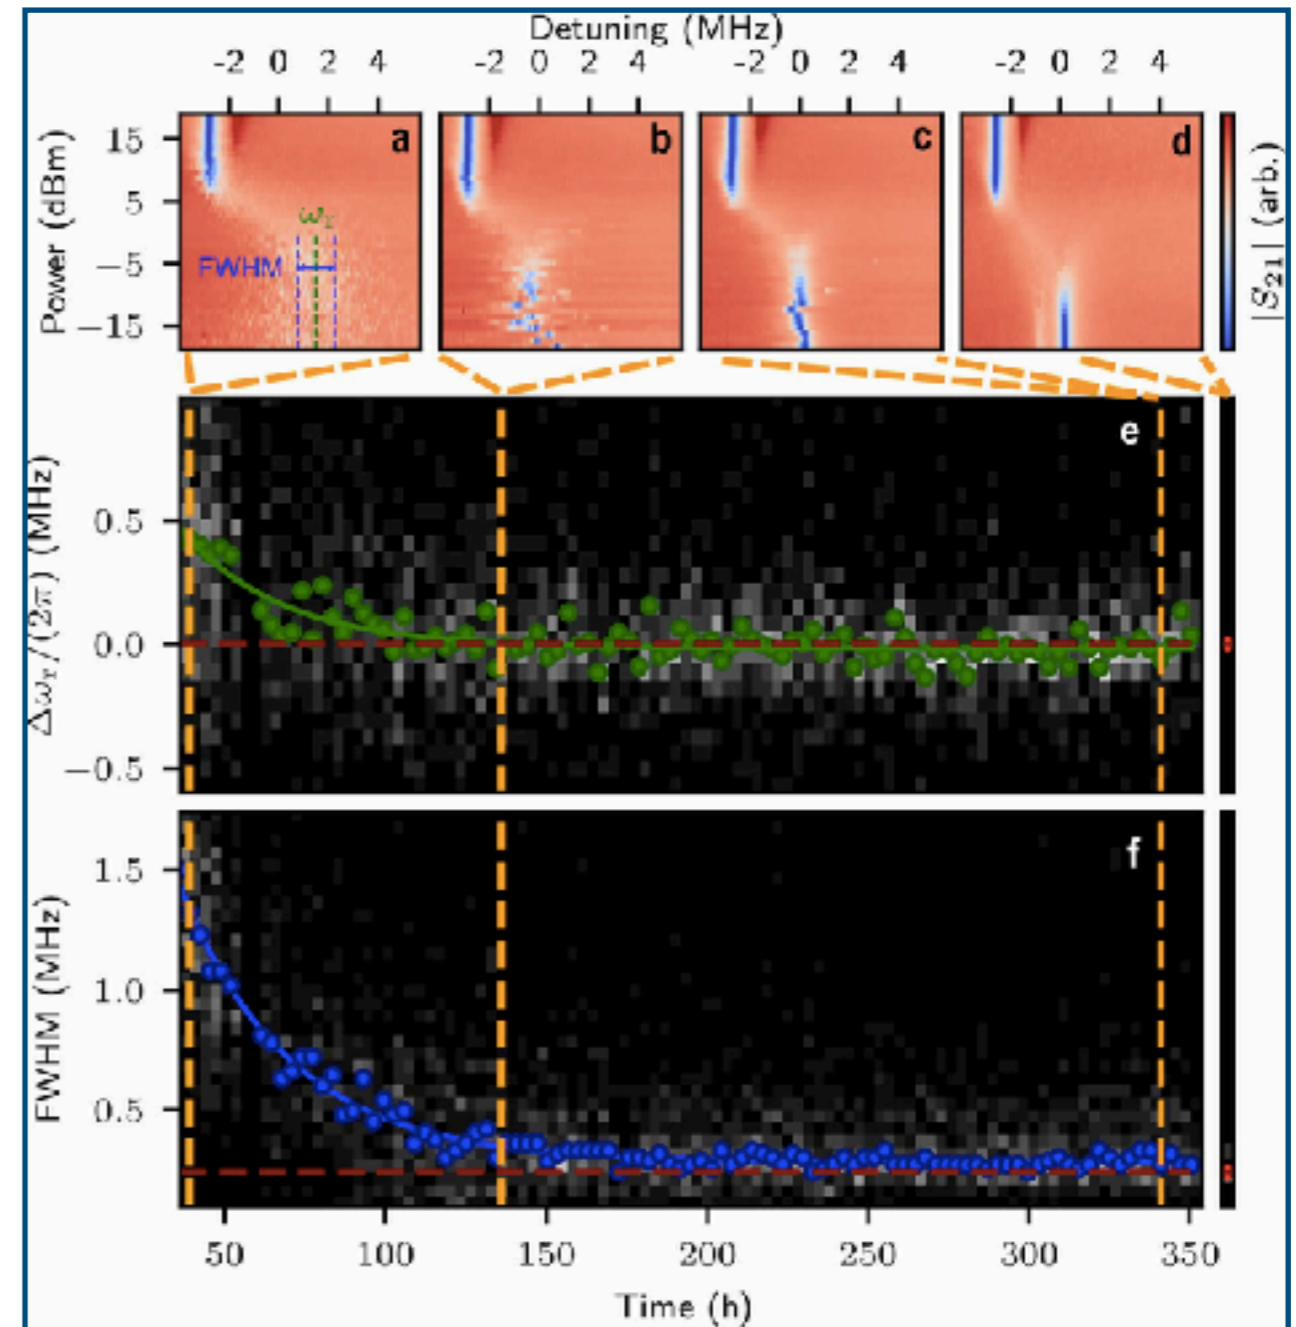 Detuning (MHz)
-2 0 2 4 -2 0 2 4 -2 0 2 4 -2 0 2 4
Power (dBm)
15
5
−5
−15
a
ωr
FWHM
b
c
d
|S21| (arb.)
Δωr/(2π) (MHz)
0.5
0.0
−0.5
e
FWHM (MHz)
1.5
1.0
0.5
f
50 100 150 200 250 300 350
Time (h)